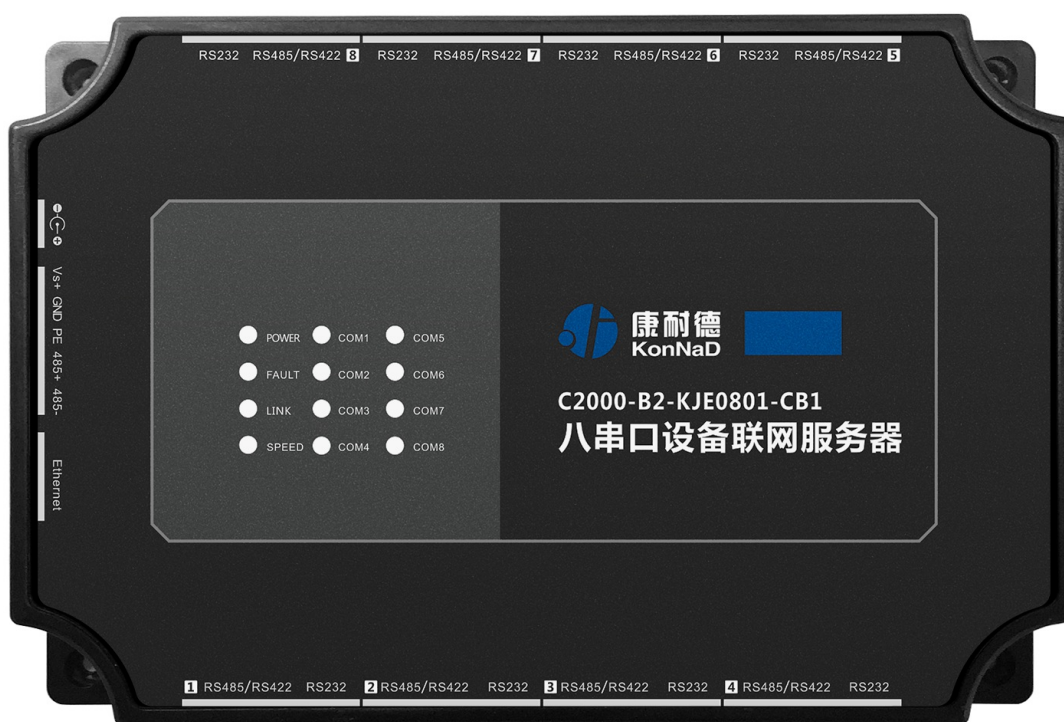 RS232 RS485/RS422 8 RS232 RS485/RS422 7 RS232 RS485/RS422 6 RS232 RS485/RS422 5
Vs+ GND PE 485+ 485-
Ethernet
POWER COM1 COM5
FAULT COM2 COM6
LINK COM3 COM7
SPEED COM4 COM8
康耐德
KonNaD
C2000-B2-KJE0801-CB1
八串口设备联网服务器
1 RS485/RS422 RS232 2 RS485/RS422 RS232 3 RS485/RS422 RS232 4 RS485/RS422 RS232